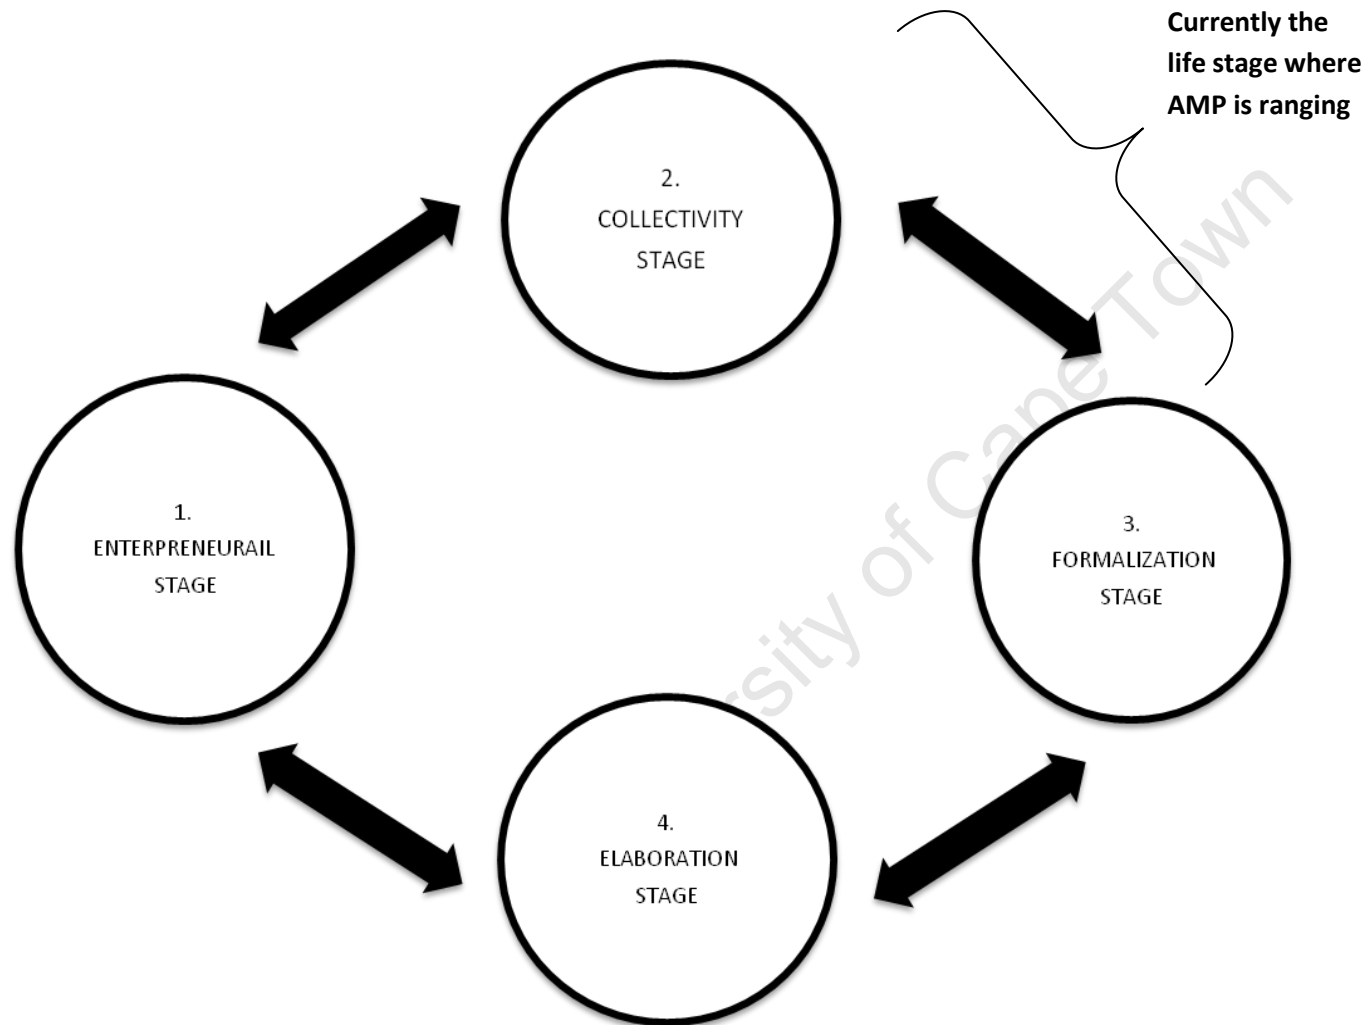 Currently the
life stage where
AMP is ranging
2.
COLLECTIVITY
STAGE
1.
ENTERPRENEURAIL
STAGE
3.
FORMALIZATION
STAGE
4.
ELABORATION
STAGE
rsity of Cape Town